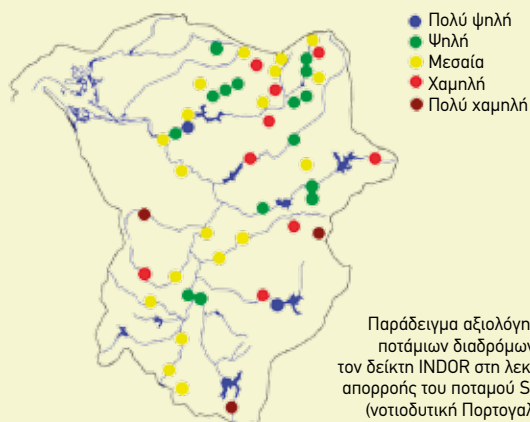 Πολύ ψηλή
Ψηλή
Μεσαία
Χαμηλή
Πολύ χαμηλή
Παράδειγμα αξιολόγη
ποτάμιων διαδρόμων
τον δείκτη INDOR στη λεκ
απορροής του ποταμού S
(νοτιοδυτική Πορτογαλ